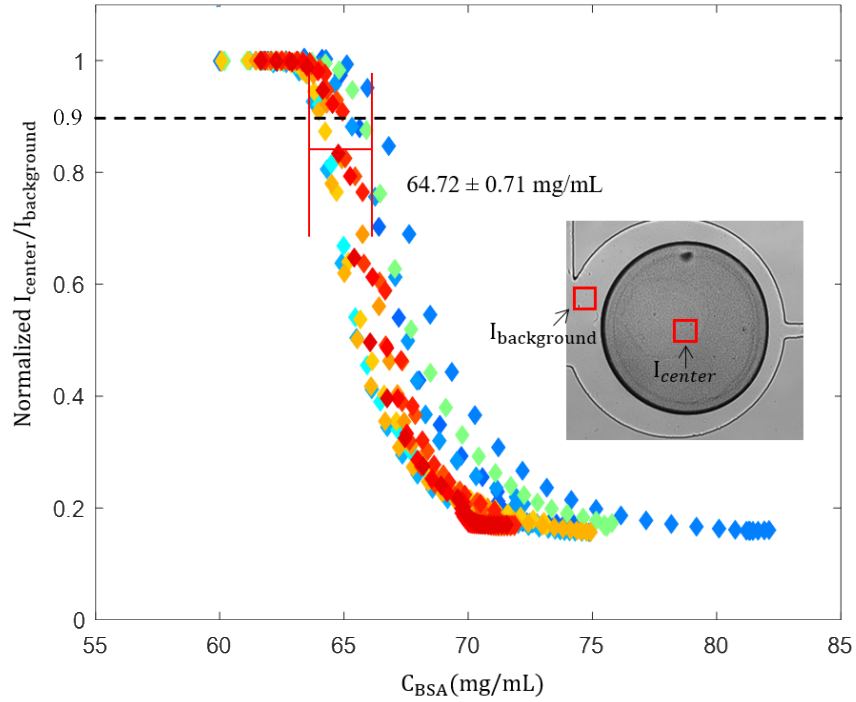 1
0.9
0.8
0.6
0.4
0.2
0
Normalized I_center/I_background
64.72 ± 0.71 mg/mL
I_background
I_center
55
60
65
70
75
80
85
C_BSA(mg/mL)